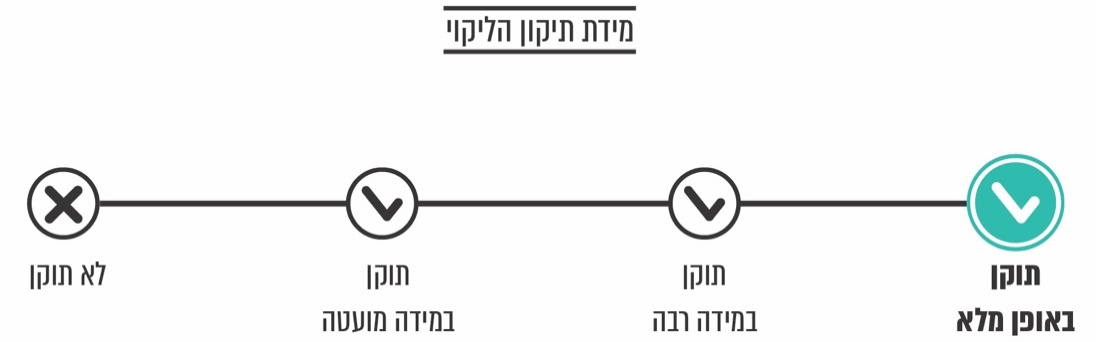 מידת תיקון הליקוי
תוקן
באופן מלא
תוקן
במידה רבה
תוקן
במידה מועטה
לא תוקן